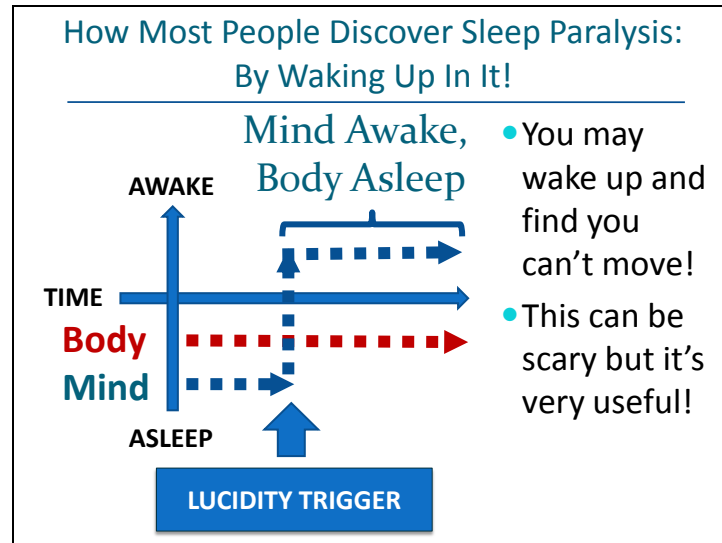 How Most People Discover Sleep Paralysis:
By Waking Up In It!
Mind Awake,
Body Asleep
AWAKE
TIME
Body
Mind
ASLEEP
LUCIDITY TRIGGER
You may
wake up and
find you
can’t move!
This can be
scary but it’s
very useful!